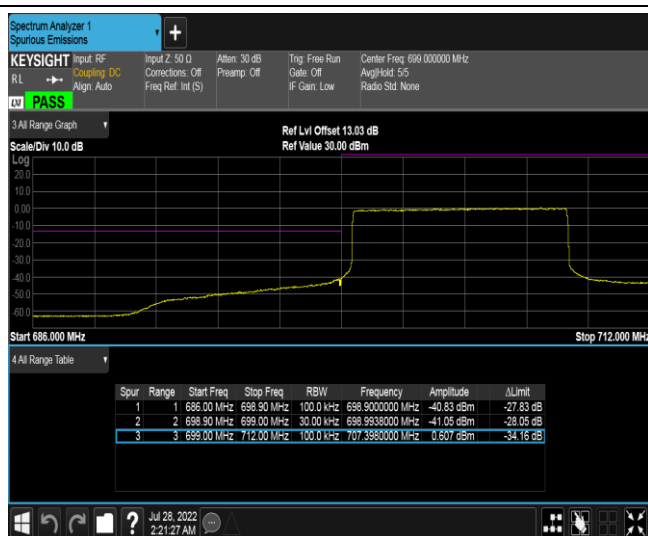 Spectrum Analyzer 1
Spurious Emissions
KEYSIGHT Input: RF Input Z: 50 Ω Atten: 30 dB Trig: Free Run Center Freq: 699.000000 MHz
RL Coupling: DC Corrections: Off Preamp: Off Gate: Off Avg|Hold: 5/5
Align: Auto Freq Ref: Int (S) IF Gain: Low Radio Std: None
LXI PASS
3 All Range Graph
Ref Lvl Offset 13.03 dB
Scale/Div 10.0 dB Ref Value 30.00 dBm
Log
20.0
10.0
0.00
-10.0
-20.0
-30.0
-40.0
-50.0
-60.0
Start 686.000 MHz Stop 712.000 MHz
4 All Range Table
Spur Range Start Freq Stop Freq RBW Frequency Amplitude ΔLimit
1 1 686.00 MHz 698.90 MHz 100.0 kHz 698.9000000 MHz -40.83 dBm -27.83 dB
2 2 698.90 MHz 699.00 MHz 30.00 kHz 698.9938000 MHz -41.05 dBm -28.05 dB
3 3 699.00 MHz 712.00 MHz 100.0 kHz 707.3980000 MHz 0.607 dBm -34.16 dB
Jul 28, 2022
2:21:27 AM